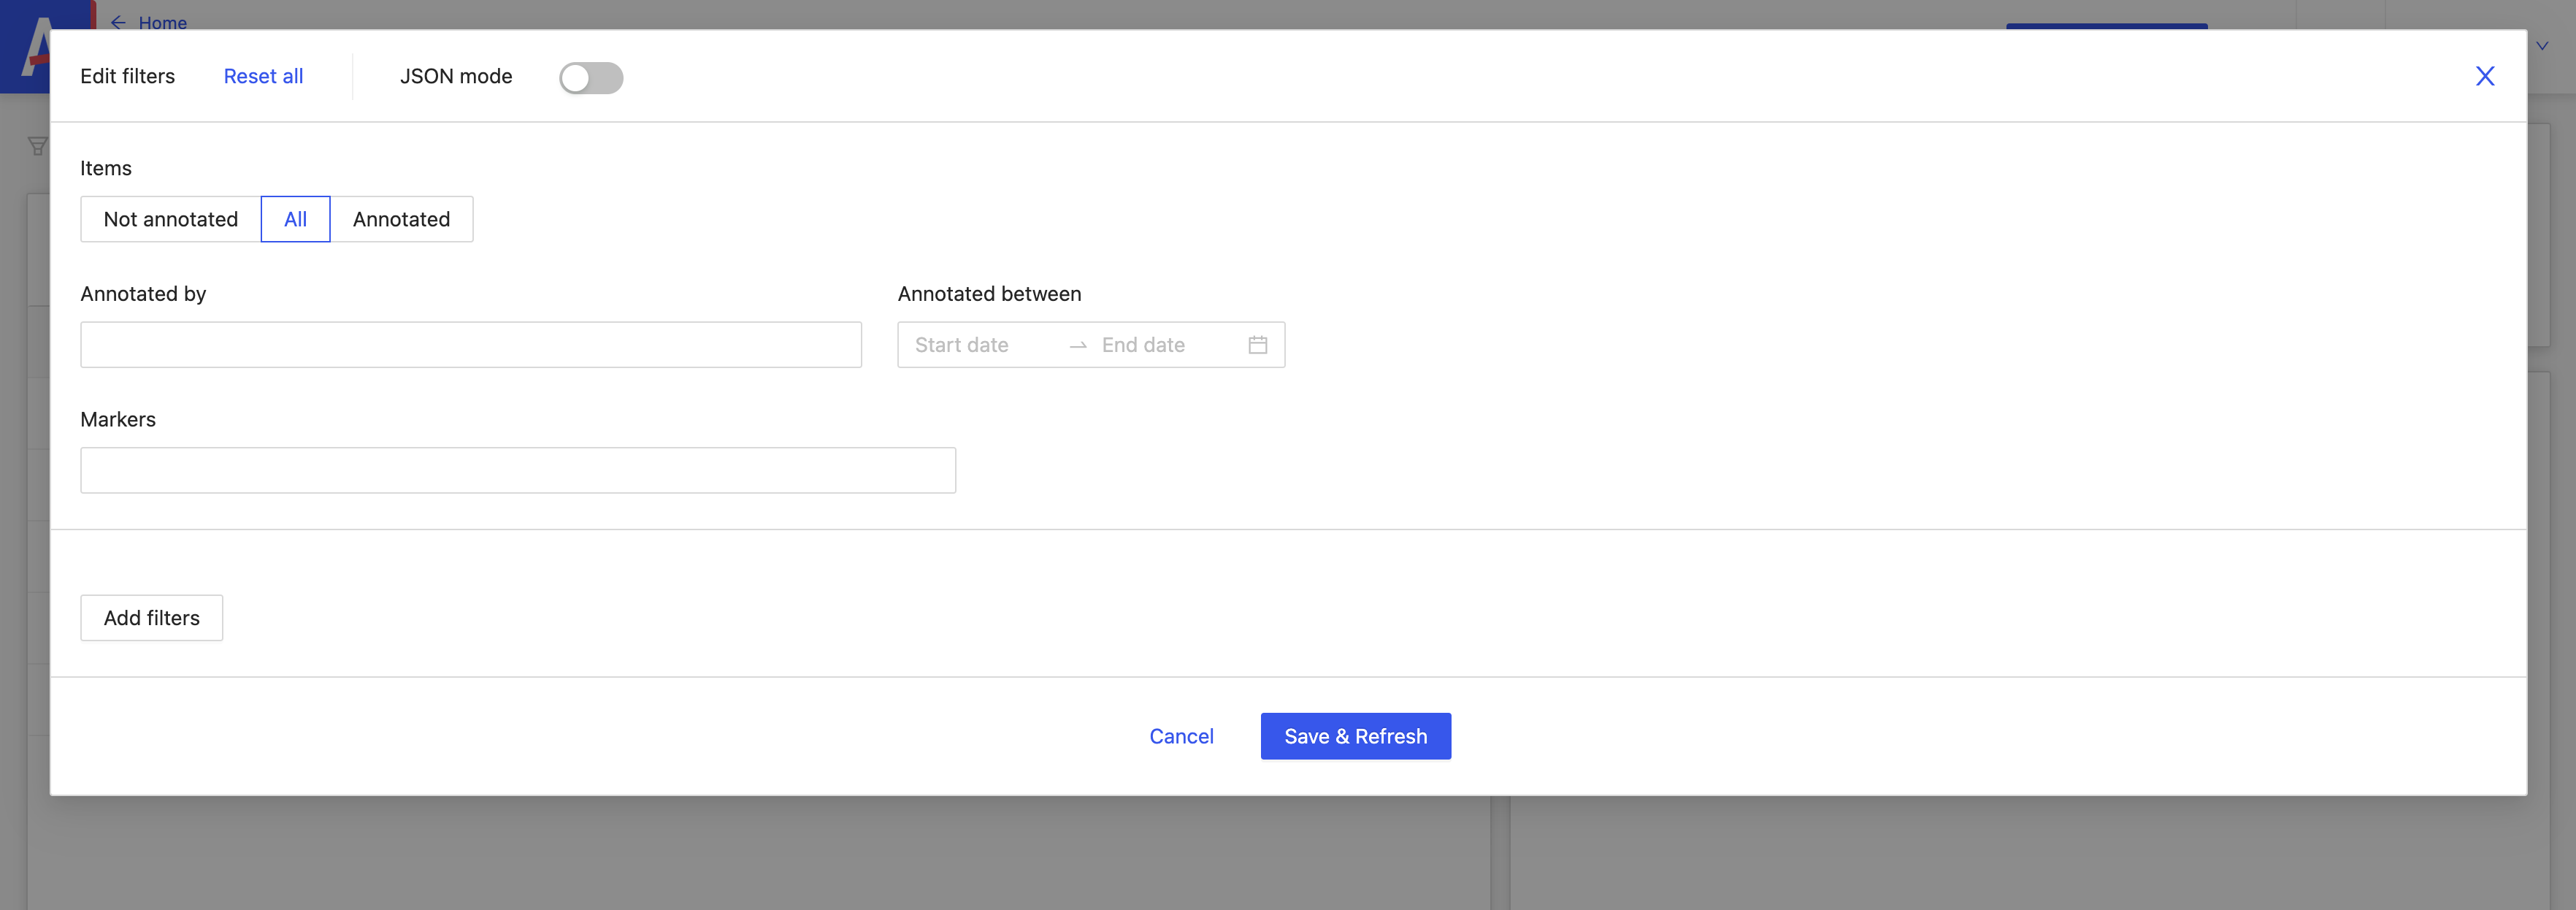 Home
Edit filters Reset all JSON mode
Items
Not annotated All Annotated
Annotated by Annotated between
Start date End date
Markers
Add filters
Cancel Save & Refresh